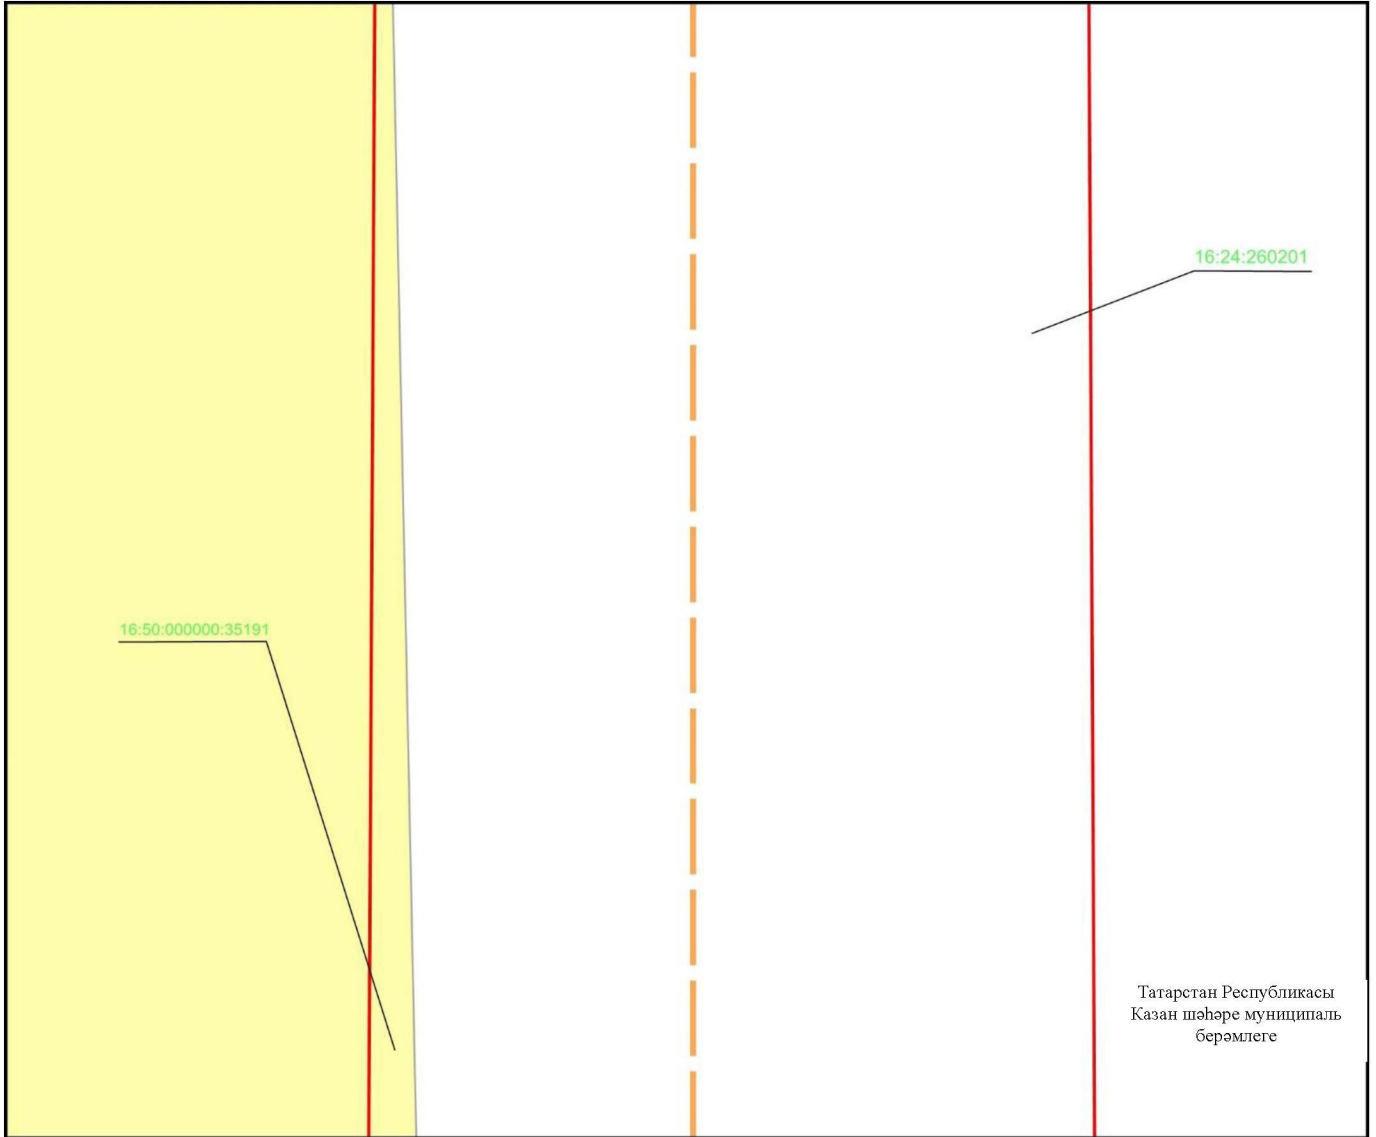 16:24:260201
16:50:000000:35191
Татарстан Республикасы
Казан шәһәре муниципаль
берәмлеге